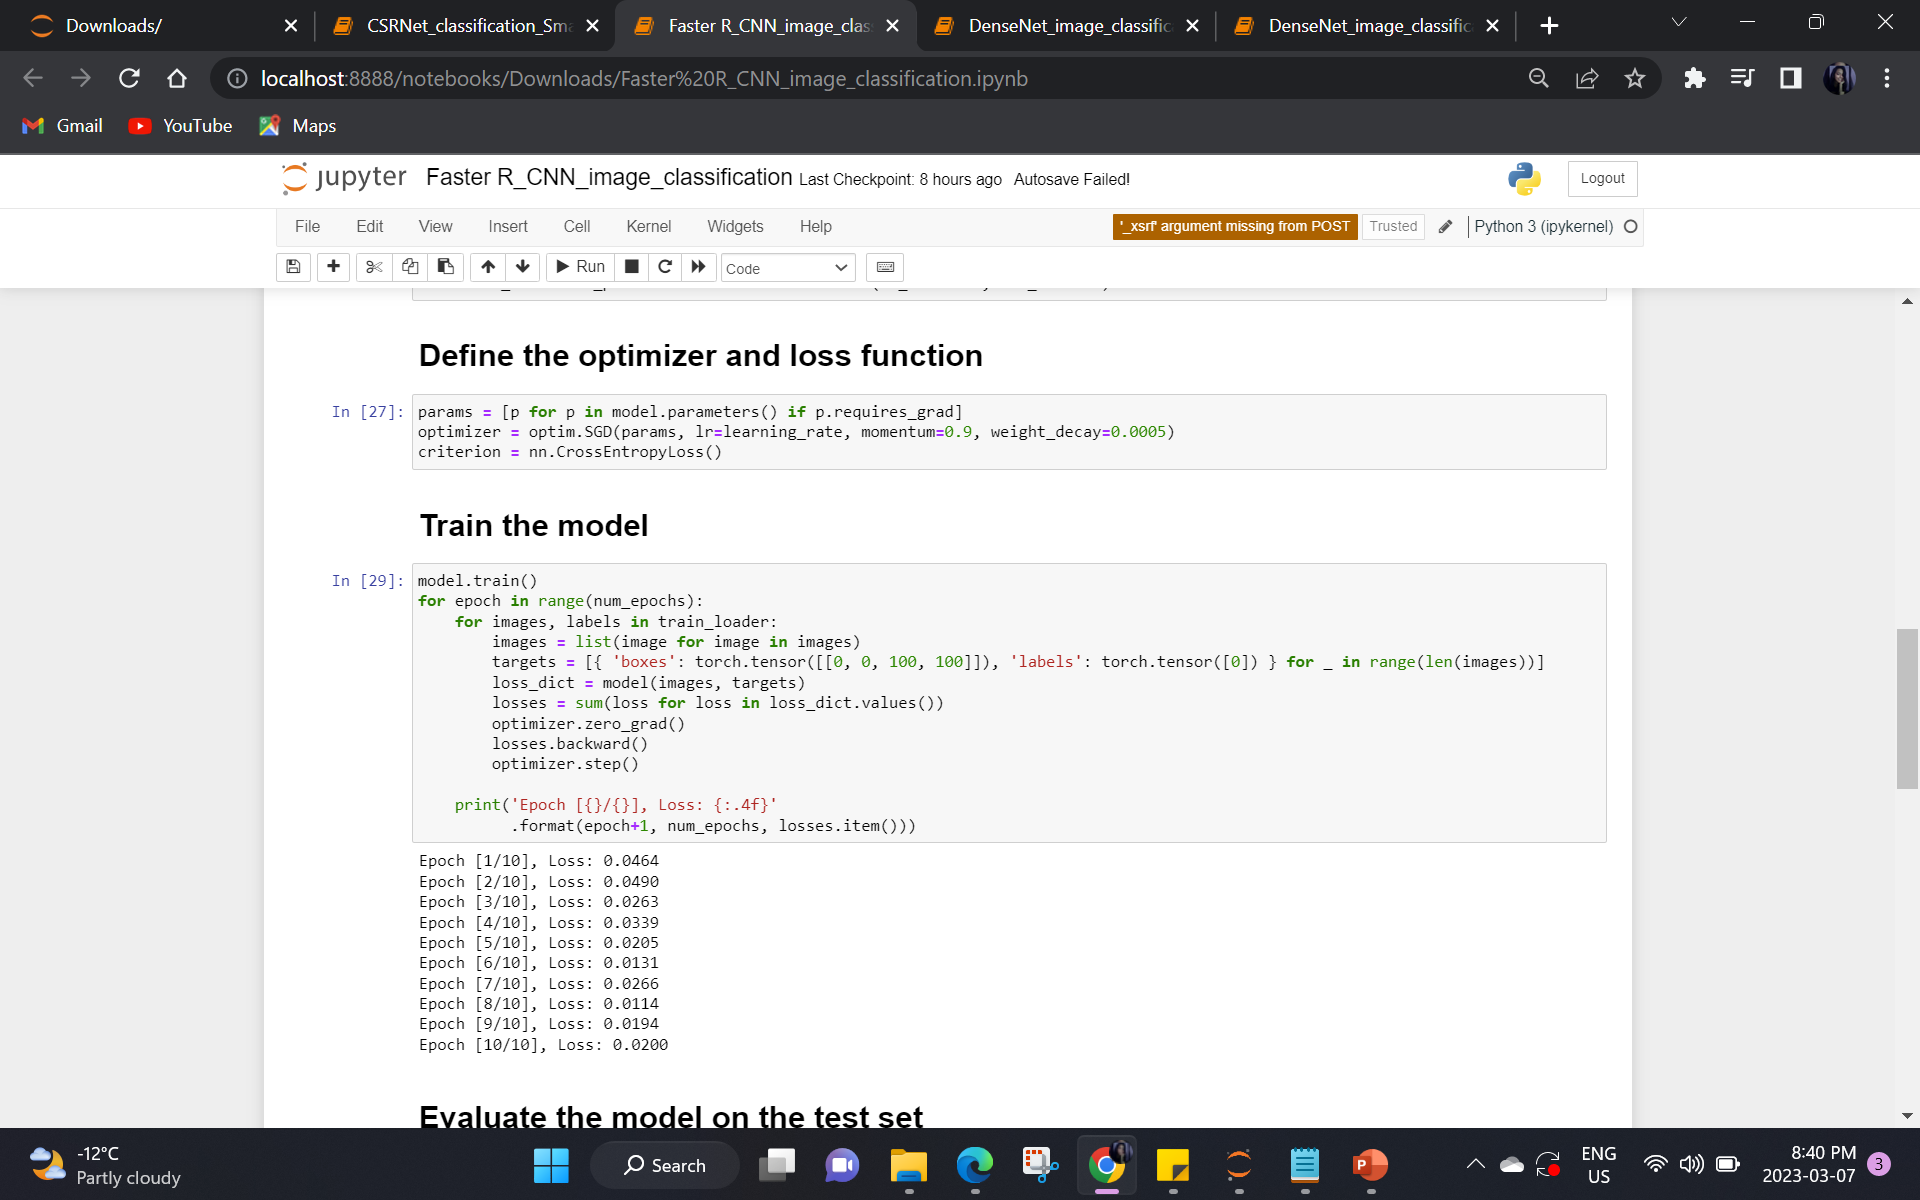 Downloads/
CSRNet_classification_Sma
Faster R_CNN_image_clas
DenseNet_image_classific
DenseNet_image_classific
localhost:8888/notebooks/Downloads/Faster%20R_CNN_image_classification.ipynb
Gmail
YouTube
Maps
jupyter
Faster R_CNN_image_classification Last Checkpoint: 8 hours ago Autosave Failed!
Logout
File Edit View Insert Cell Kernel Widgets Help
'_xsrf' argument missing from POST
Trusted
Python 3 (ipykernel)
Run
Code
Define the optimizer and loss function
In [27]:
params = [p for p in model.parameters() if p.requires_grad]
optimizer = optim.SGD(params, lr=learning_rate, momentum=0.9, weight_decay=0.0005)
criterion = nn.CrossEntropyLoss()
Train the model
In [29]:
model.train()
for epoch in range(num_epochs):
    for images, labels in train_loader:
        images = list(image for image in images)
        targets = [{ 'boxes': torch.tensor([[0, 0, 100, 100]]), 'labels': torch.tensor([0]) } for _ in range(len(images))]
        loss_dict = model(images, targets)
        losses = sum(loss for loss in loss_dict.values())
        optimizer.zero_grad()
        losses.backward()
        optimizer.step()
    print('Epoch [{}/{}], Loss: {:.4f}'
          .format(epoch+1, num_epochs, losses.item()))
Epoch [1/10], Loss: 0.0464
Epoch [2/10], Loss: 0.0490
Epoch [3/10], Loss: 0.0263
Epoch [4/10], Loss: 0.0339
Epoch [5/10], Loss: 0.0205
Epoch [6/10], Loss: 0.0131
Epoch [7/10], Loss: 0.0266
Epoch [8/10], Loss: 0.0114
Epoch [9/10], Loss: 0.0194
Epoch [10/10], Loss: 0.0200
Evaluate the model on the test set
-12°C
Partly cloudy
Search
P
ENG
US
8:40 PM
2023-03-07
3